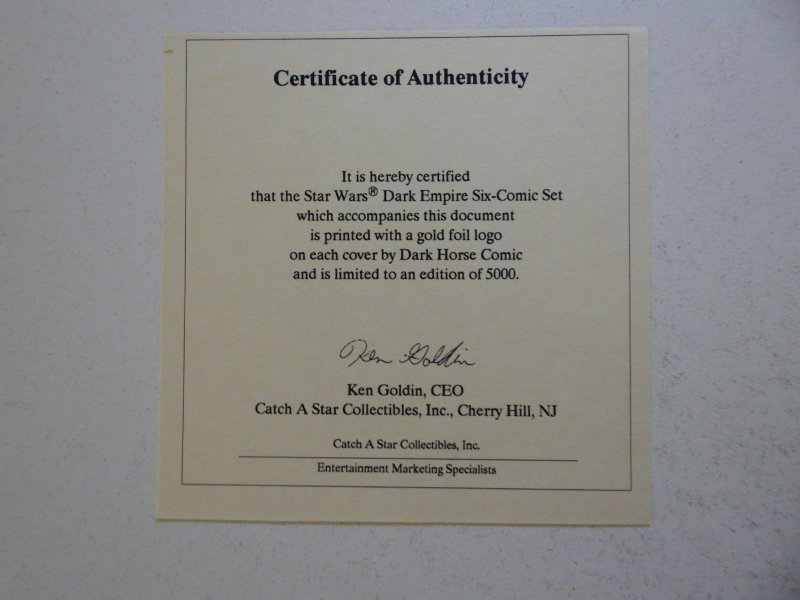 Certificate of Authenticity
It is hereby certified
that the Star Wars® Dark Empire Six-Comic Set
which accompanies this document
is printed with a gold foil logo
on each cover by Dark Horse Comic
and is limited to an edition of 5000.
Ken Goldin
Ken Goldin, CEO
Catch A Star Collectibles, Inc., Cherry Hill, NJ
Catch A Star Collectibles, Inc.
Entertainment Marketing Specialists